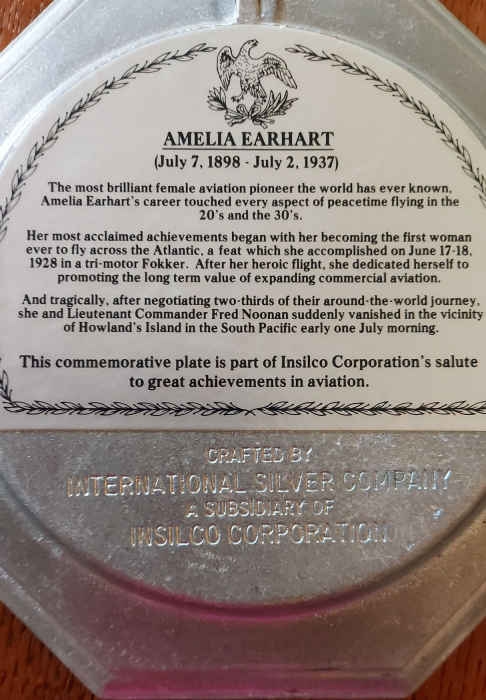 AMELIA EARHART
(July 7, 1898 - July 2, 1937)
The most brilliant female aviation pioneer the world has ever known,
Amelia Earhart's career touched every aspect of peacetime flying in the
20's and the 30's.
Her most acclaimed achievements began with her becoming the first woman
ever to fly across the Atlantic, a feat which she accomplished on June 17-18,
1928 in a tri-motor Fokker. After her heroic flight, she dedicated herself to
promoting the long term value of expanding commercial aviation.
And tragically, after negotiating two-thirds of their around-the-world journey,
she and Lieutenant Commander Fred Noonan suddenly vanished in the vicinity
of Howland's Island in the South Pacific early one July morning.
This commemorative plate is part of Insilco Corporation's salute
to great achievements in aviation.
CRAFTED BY
INTERNATIONAL SILVER COMPANY
A SUBSIDIARY OF
INSILCO CORPORATION